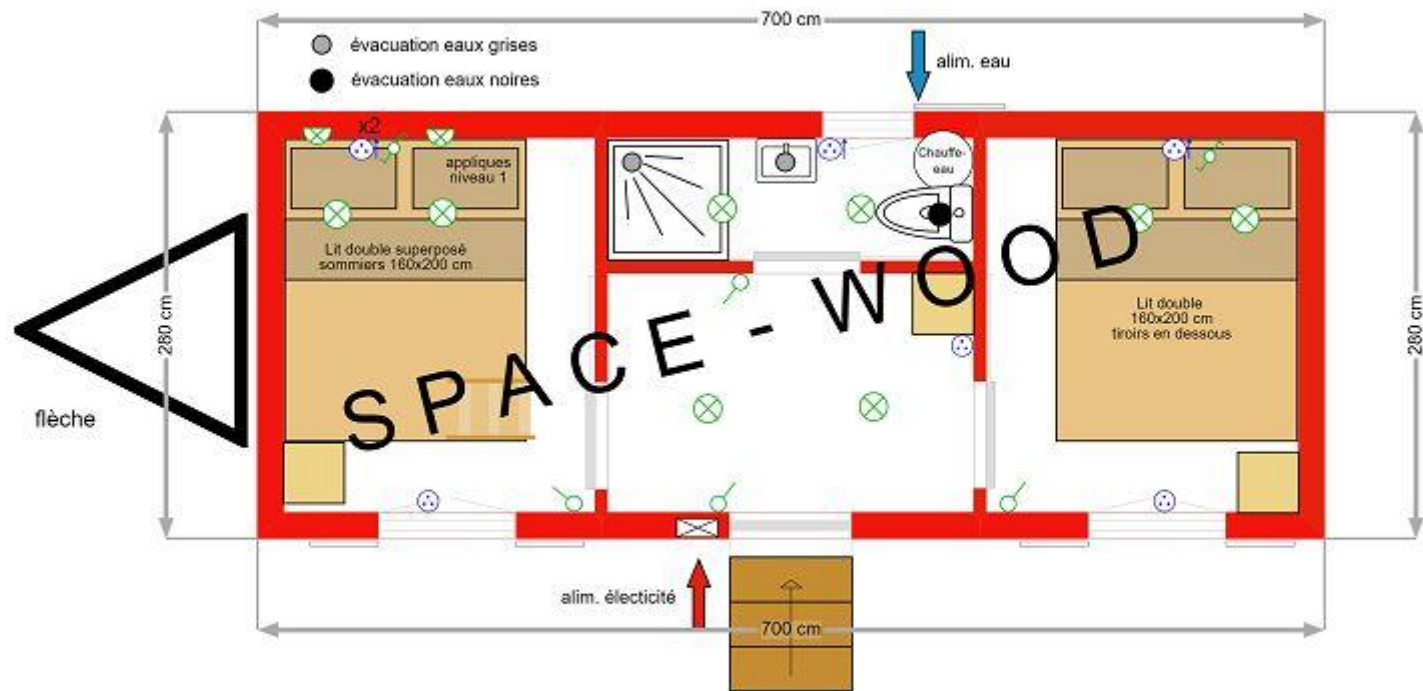 700 cm
évacuation eaux grises
évacuation eaux noires
alim. eau
x2
appliques
niveau 1
Chauffe-
eau
Lit double superposé
sommiers 160x200 cm
Lit double
160x200 cm
tiroirs en dessous
280 cm
280 cm
SPACE - WOOD
flèche
alim. électicité
700 cm